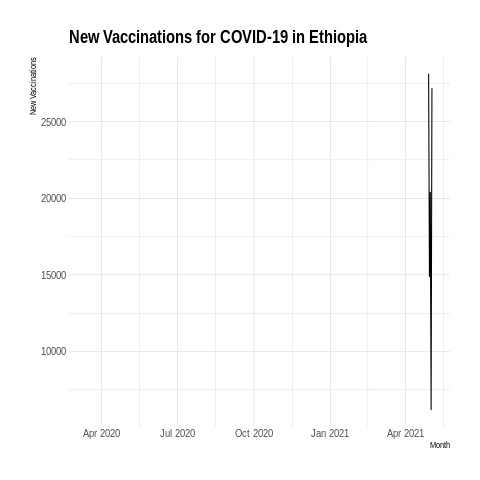 New Vaccinations for COVID-19 in Ethiopia
New Vaccinations
25000
20000
15000
10000
Apr 2020
Jul 2020
Oct 2020
Jan 2021
Apr 2021
Month